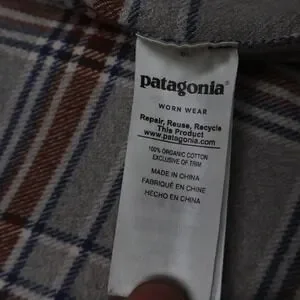 patagonia®
WORN WEAR
Repair, Reuse, Recycle
This Product
www.patagonia.com
100% ORGANIC COTTON
EXCLUSIVE OF TRIM
MADE IN CHINA
FABRIQUÉ EN CHINE
HECHO EN CHINA